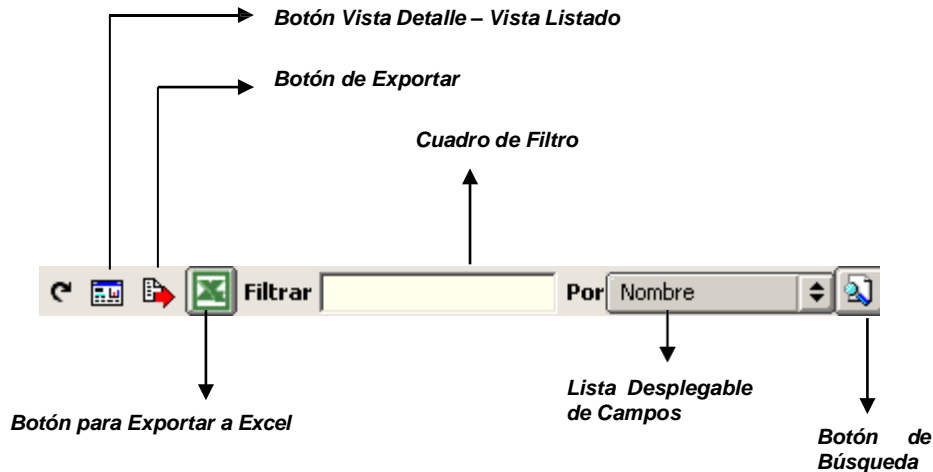 Botón Vista Detalle – Vista Listado
Botón de Exportar
Cuadro de Filtro
Filtrar
Por Nombre
Botón para Exportar a Excel
Lista Desplegable
de Campos
Botón de
Búsqueda